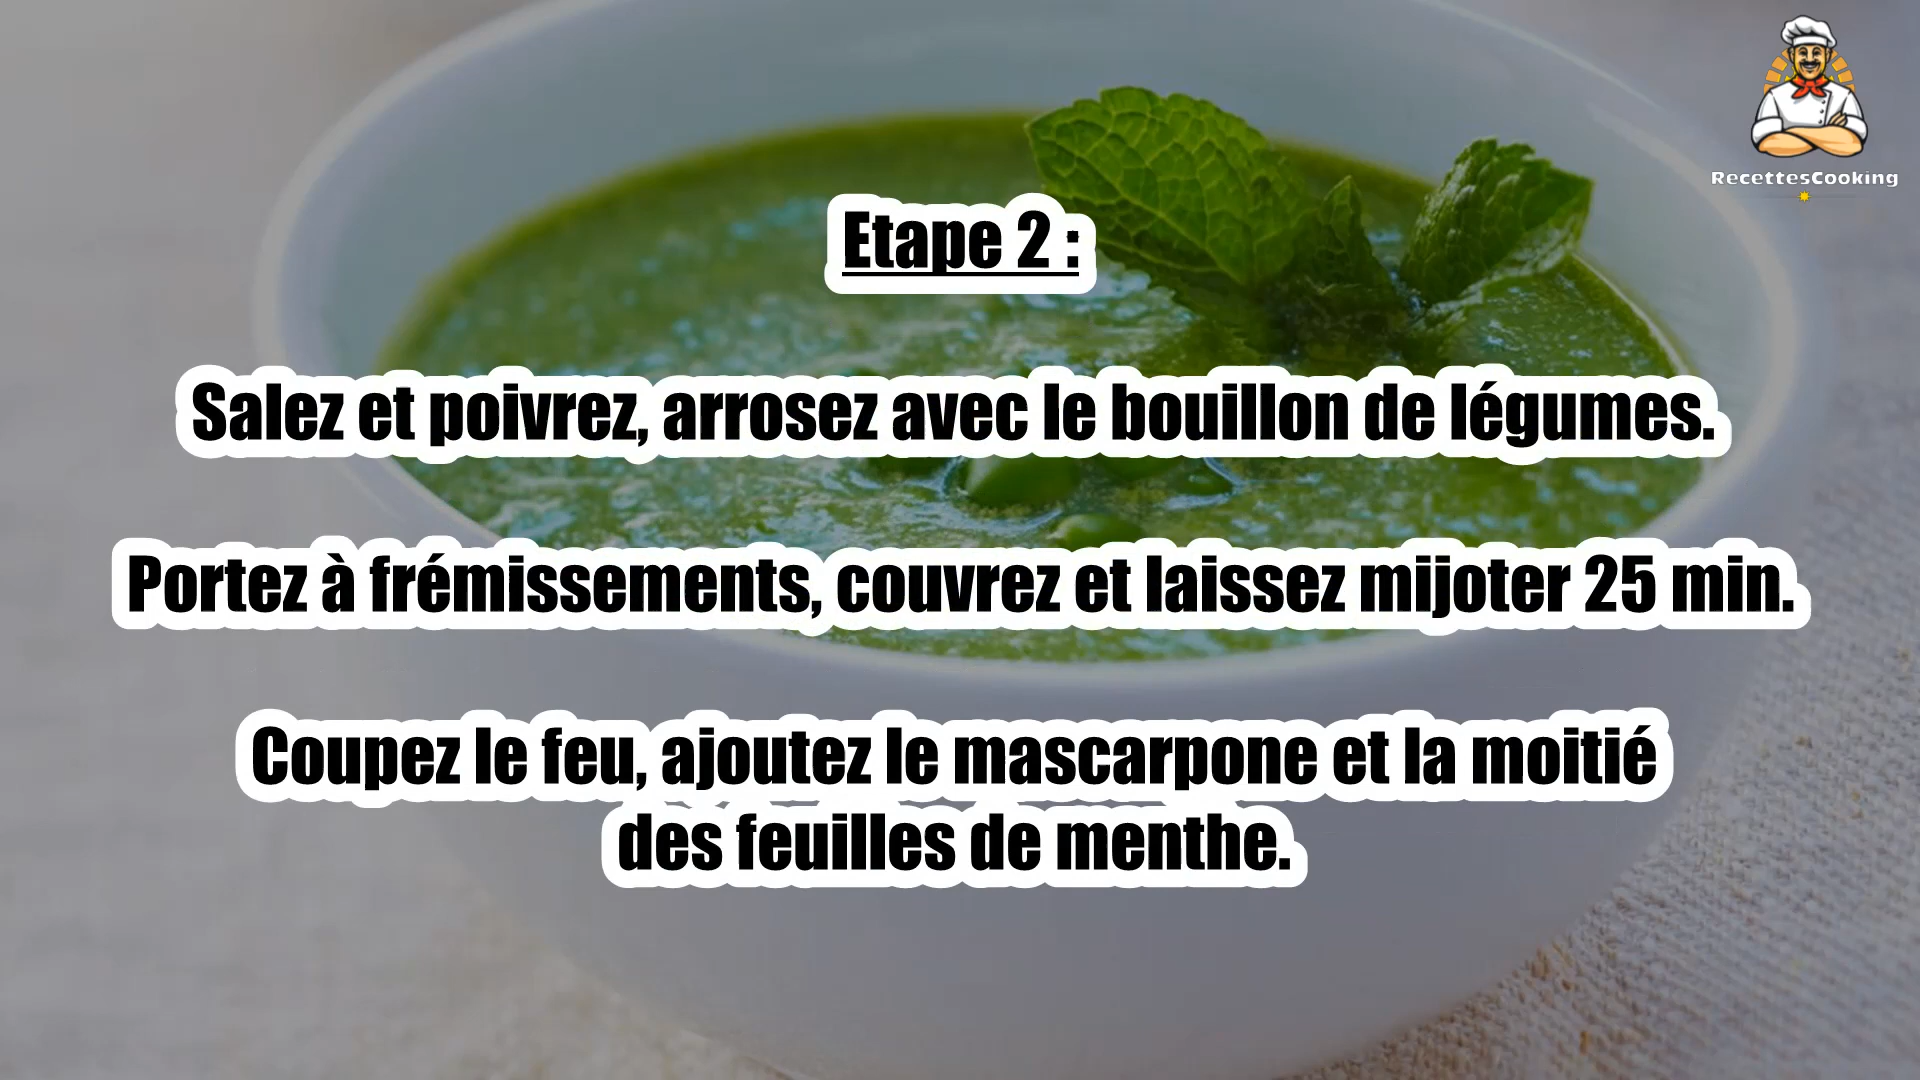 RecettesCooking
Etape 2 :
Salez et poivrez, arrosez avec le bouillon de légumes.
Portez à frémissements, couvrez et laissez mijoter 25 min.
Coupez le feu, ajoutez le mascarpone et la moitié
des feuilles de menthe.